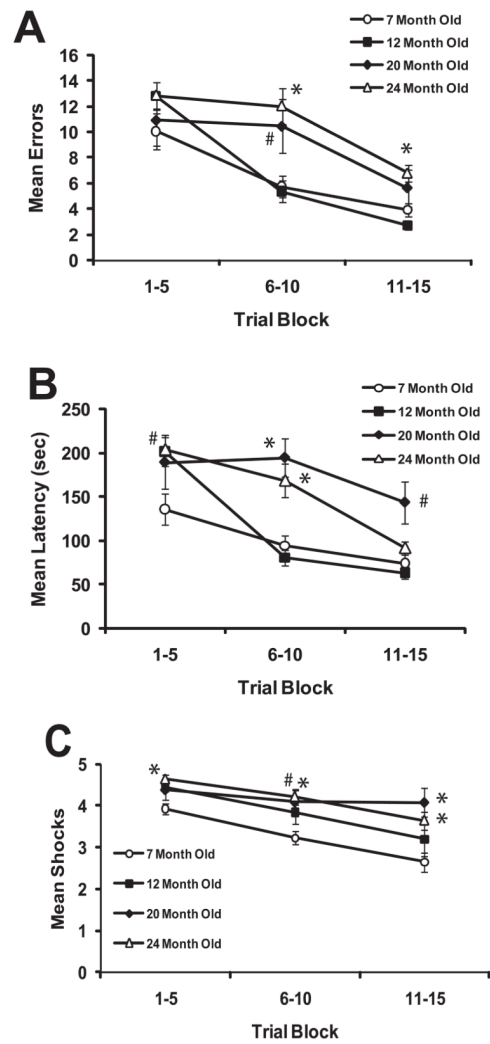 A
7 Month Old
12 Month Old
20 Month Old
24 Month Old
Mean Errors
16
14
12
10
8
6
4
2
0
*
#
*
1-5 6-10 11-15
Trial Block
B
7 Month Old
12 Month Old
20 Month Old
24 Month Old
Mean Latency (sec)
250
200
150
100
50
0
#
*
*
#
1-5 6-10 11-15
Trial Block
C
Mean Shocks
5
4
3
2
1
0
*
# *
*
*
7 Month Old
12 Month Old
20 Month Old
24 Month Old
1-5 6-10 11-15
Trial Block